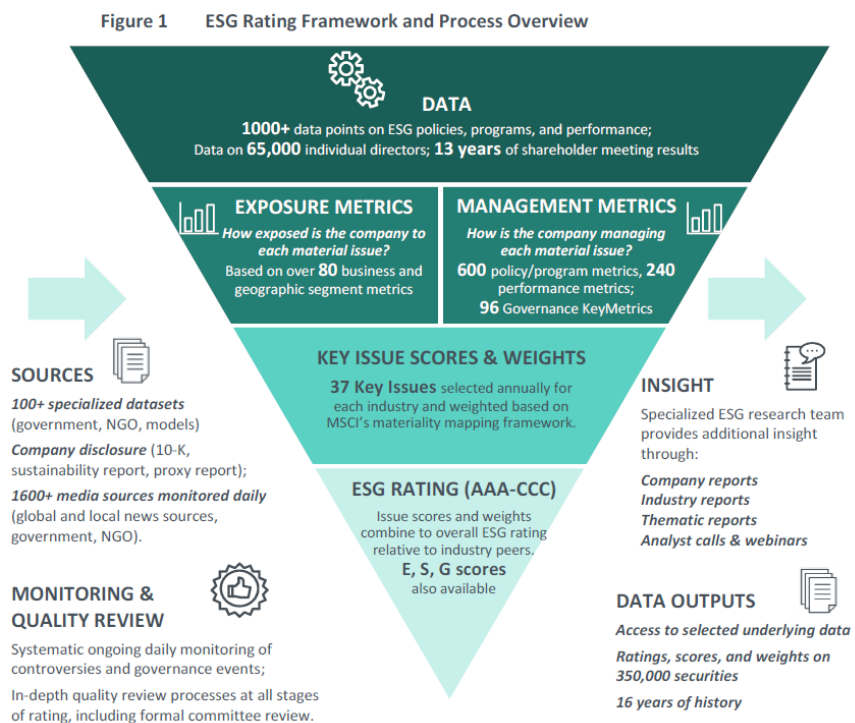 Figure 1 ESG Rating Framework and Process Overview
DATA
1000+ data points on ESG policies, programs, and performance;
Data on 65,000 individual directors; 13 years of shareholder meeting results
EXPOSURE METRICS
How exposed is the company to
each material issue?
Based on over 80 business and
geographic segment metrics
MANAGEMENT METRICS
How is the company managing
each material issue?
600 policy/program metrics, 240
performance metrics;
96 Governance KeyMetrics
KEY ISSUE SCORES & WEIGHTS
37 Key Issues selected annually for
each industry and weighted based on
MSCI's materiality mapping framework.
ESG RATING (AAA-CCC)
Issue scores and weights
combine to overall ESG rating
relative to industry peers.
E, S, G scores
also available
SOURCES
100+ specialized datasets
(government, NGO, models)
Company disclosure (10-K,
sustainability report, proxy report);
1600+ media sources monitored daily
(global and local news sources,
government, NGO).
MONITORING &
QUALITY REVIEW
Systematic ongoing daily monitoring of
controversies and governance events;
In-depth quality review processes at all stages
of rating, including formal committee review.
INSIGHT
Specialized ESG research team
provides additional insight
through:
Company reports
Industry reports
Thematic reports
Analyst calls & webinars
DATA OUTPUTS
Access to selected underlying data
Ratings, scores, and weights on
350,000 securities
16 years of history